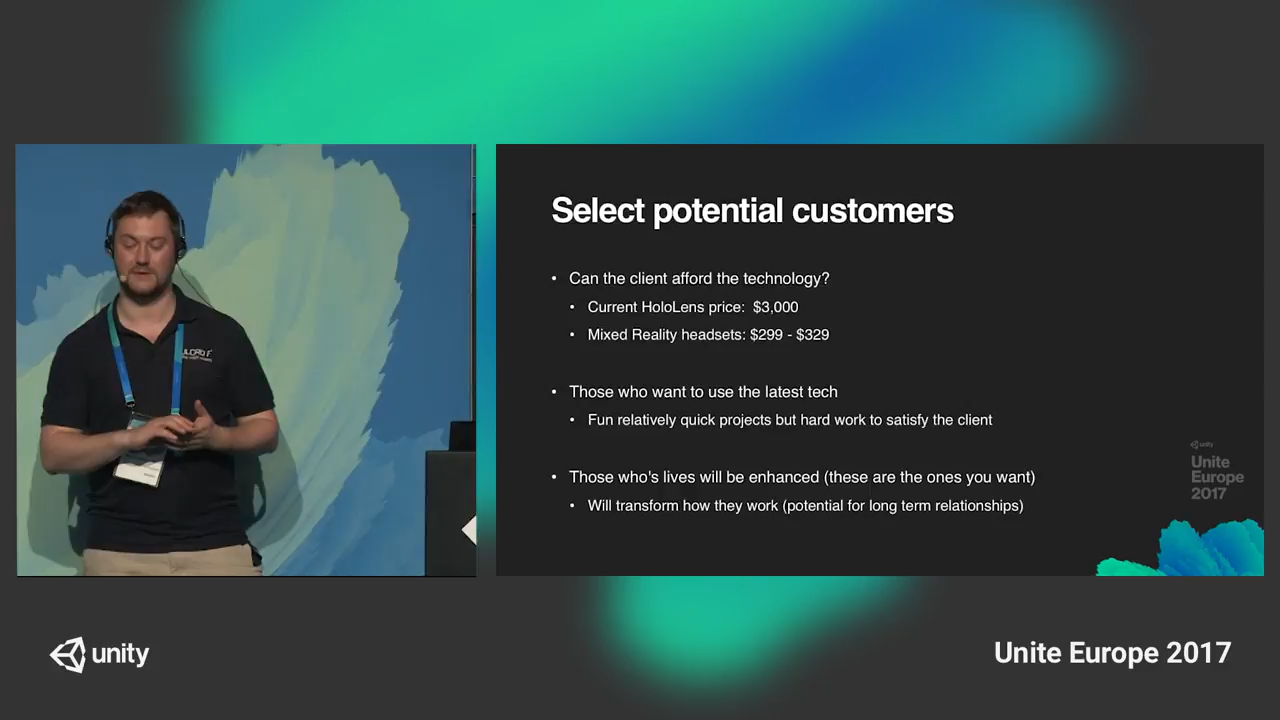 Select potential customers
• Can the client afford the technology?
• Current HoloLens price: $3,000
• Mixed Reality headsets: $299 - $329
• Those who want to use the latest tech
• Fun relatively quick projects but hard work to satisfy the client
• Those who's lives will be enhanced (these are the ones you want)
• Will transform how they work (potential for long term relationships)
unity
Unite
Europe
2017
unity
Unite Europe 2017